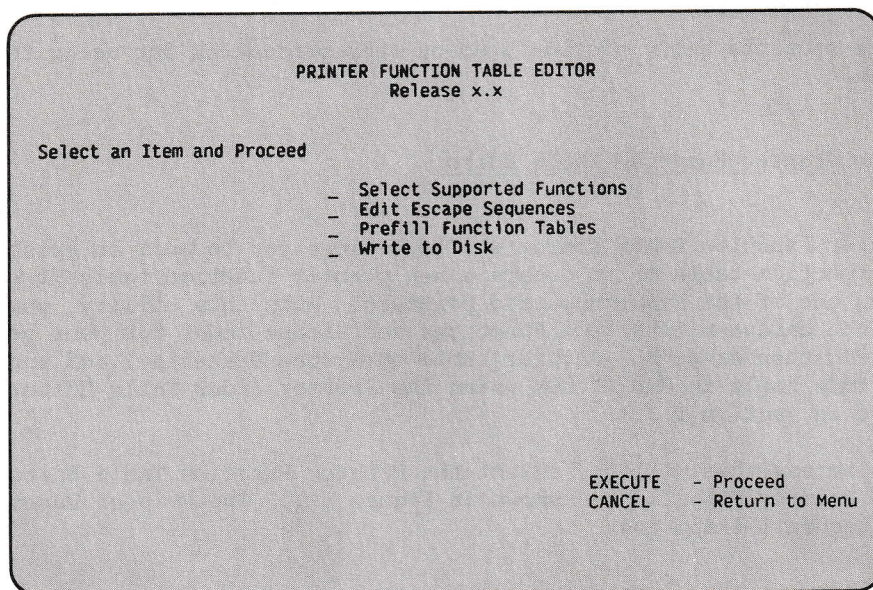 PRINTER FUNCTION TABLE EDITOR
Release x.x
Select an Item and Proceed
_ Select Supported Functions
_ Edit Escape Sequences
_ Prefill Function Tables
_ Write to Disk
EXECUTE - Proceed
CANCEL - Return to Menu